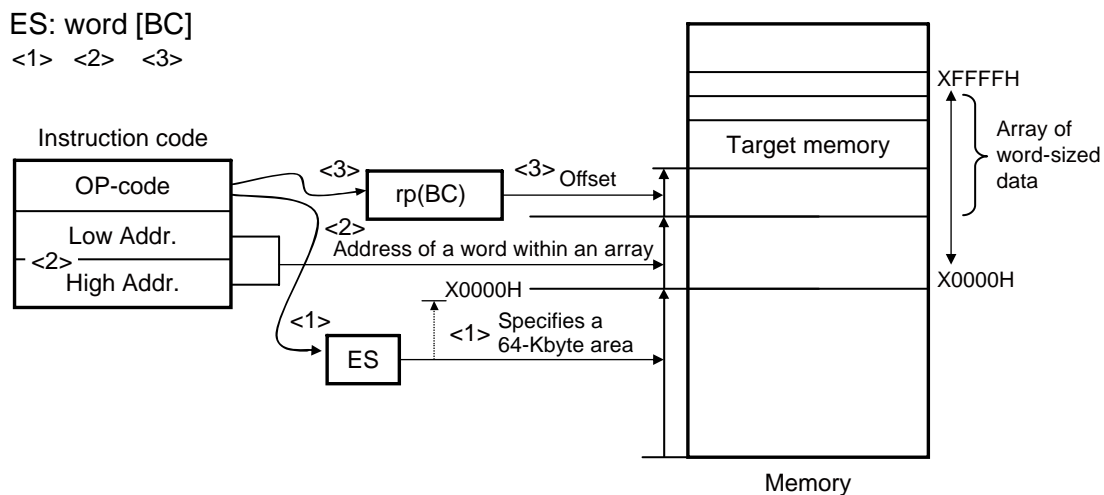 ES: word [BC]
<1> <2> <3>
XFFFFH
Instruction code
Target memory
Array of
word-sized
data
OP-code
<3>
rp(BC)
<3> Offset
Low Addr.
<2>
<2>
Address of a word within an array
High Addr.
X0000H
X0000H
<1>
<1> Specifies a
64-Kbyte area
ES
Memory